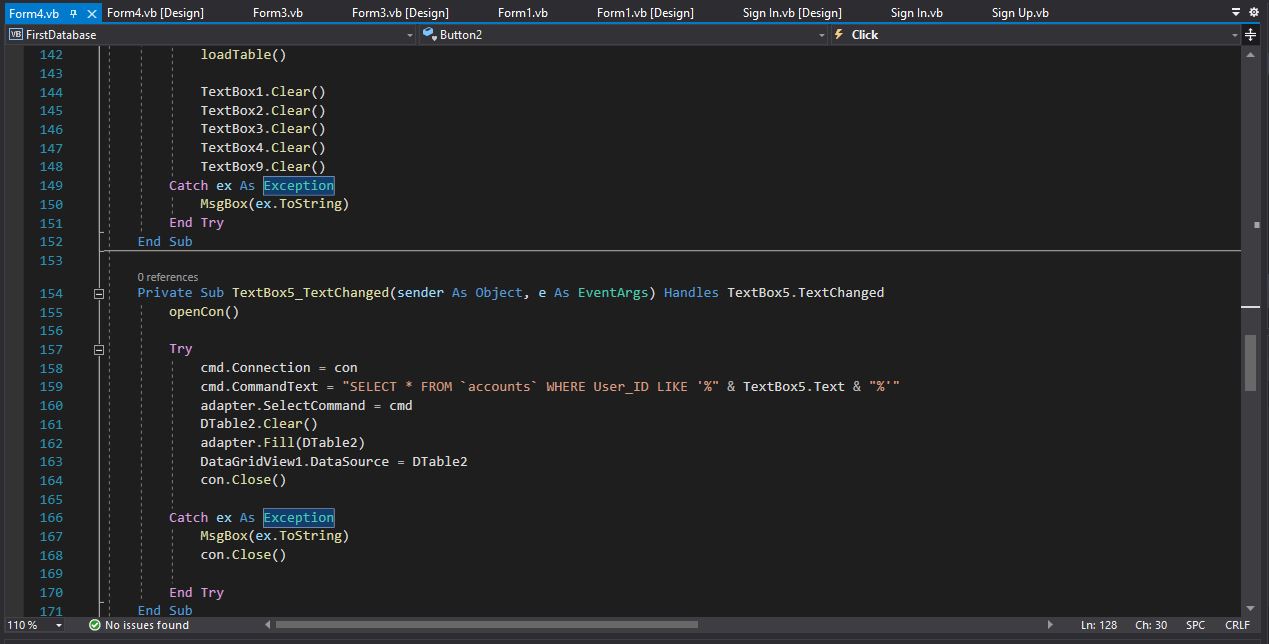 Form4.vb Form4.vb [Design] Form3.vb Form3.vb [Design] Form1.vb Form1.vb [Design] Sign In.vb [Design] Sign In.vb Sign Up.vb
VB FirstDatabase Button2 Click
142 loadTable()
143
144 TextBox1.Clear()
145 TextBox2.Clear()
146 TextBox3.Clear()
147 TextBox4.Clear()
148 TextBox9.Clear()
149 Catch ex As Exception
150 MsgBox(ex.ToString)
151 End Try
152 End Sub
153
0 references
154 Private Sub TextBox5_TextChanged(sender As Object, e As EventArgs) Handles TextBox5.TextChanged
155 openCon()
156
157 Try
158 cmd.Connection = con
159 cmd.CommandText = "SELECT * FROM `accounts` WHERE User_ID LIKE '%" & TextBox5.Text & "%'"
160 adapter.SelectCommand = cmd
161 DTable2.Clear()
162 adapter.Fill(DTable2)
163 DataGridView1.DataSource = DTable2
164 con.Close()
165
166 Catch ex As Exception
167 MsgBox(ex.ToString)
168 con.Close()
169
170 End Try
171 End Sub
110 % No issues found Ln: 128 Ch: 30 SPC CRLF